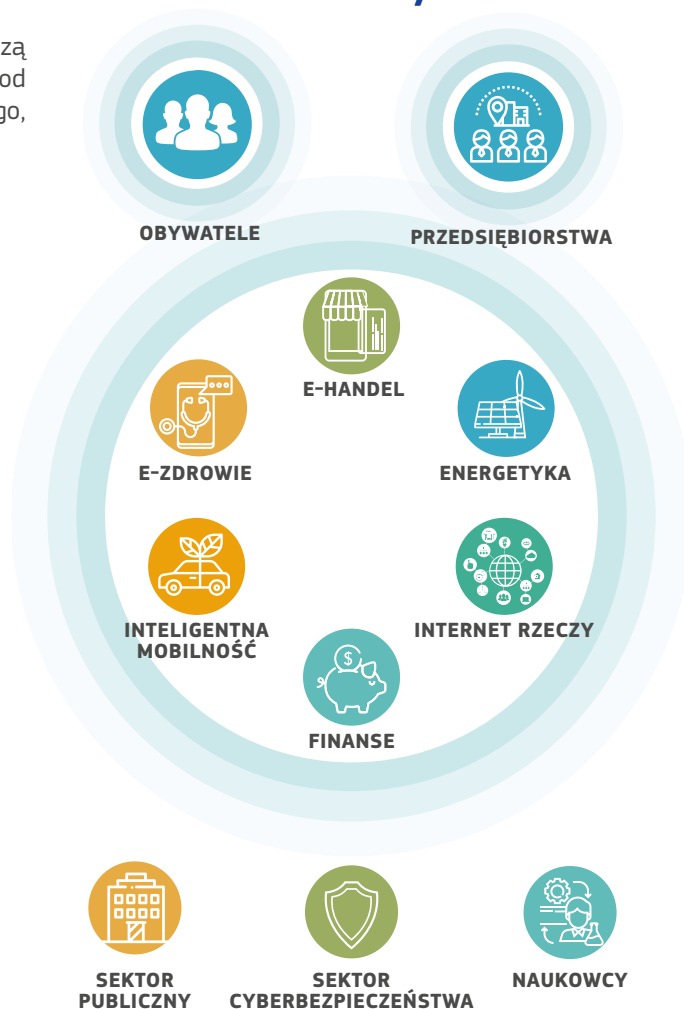 zą
od
go,
OBYWATELE
PRZEDSIĘBIORSTWA
E-HANDEL
E-ZDROWIE
ENERGETYKA
INTELIGENTNA
MOBILNOŚĆ
INTERNET RZECZY
$
FINANSE
SEKTOR
PUBLICZNY
SEKTOR
CYBERBEZPIECZEŃSTWA
NAUKOWCY